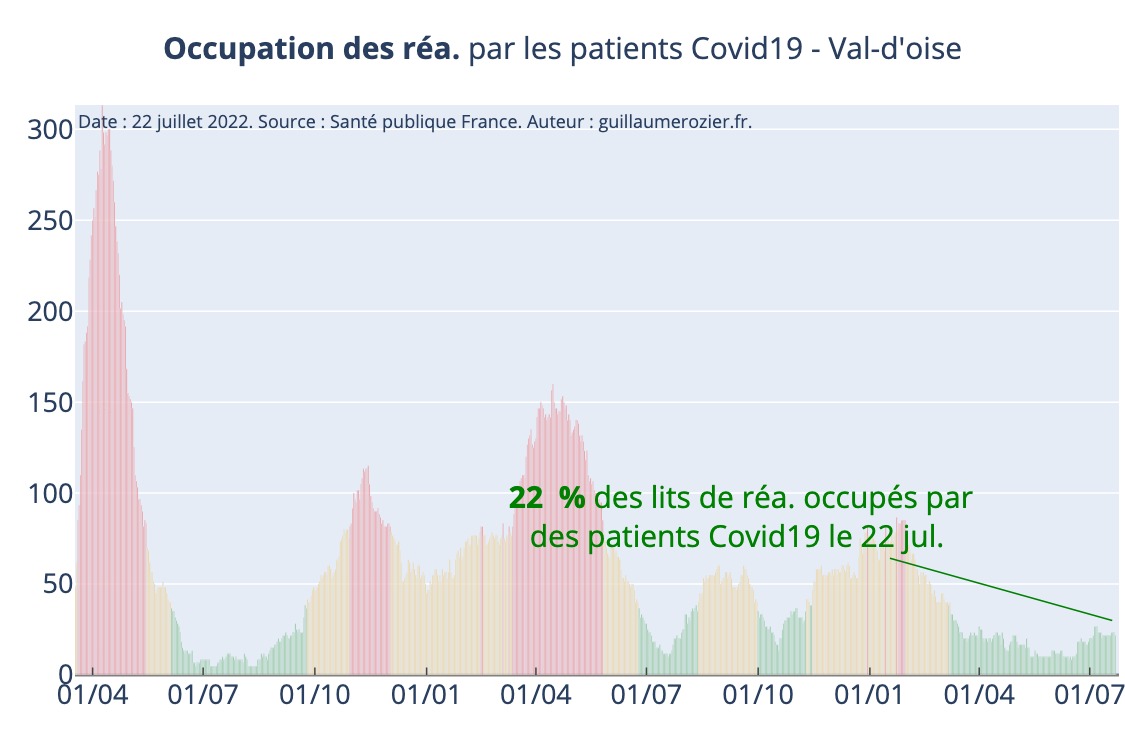 Occupation des réa. par les patients Covid19 - Val-d'oise
Date : 22 juillet 2022. Source : Santé publique France. Auteur : guillaumerozier.fr.
300
250
200
150
100
50
0
22 % des lits de réa. occupés par
des patients Covid19 le 22 jul.
01/04 01/07 01/10 01/01 01/04 01/07 01/10 01/01 01/04 01/07